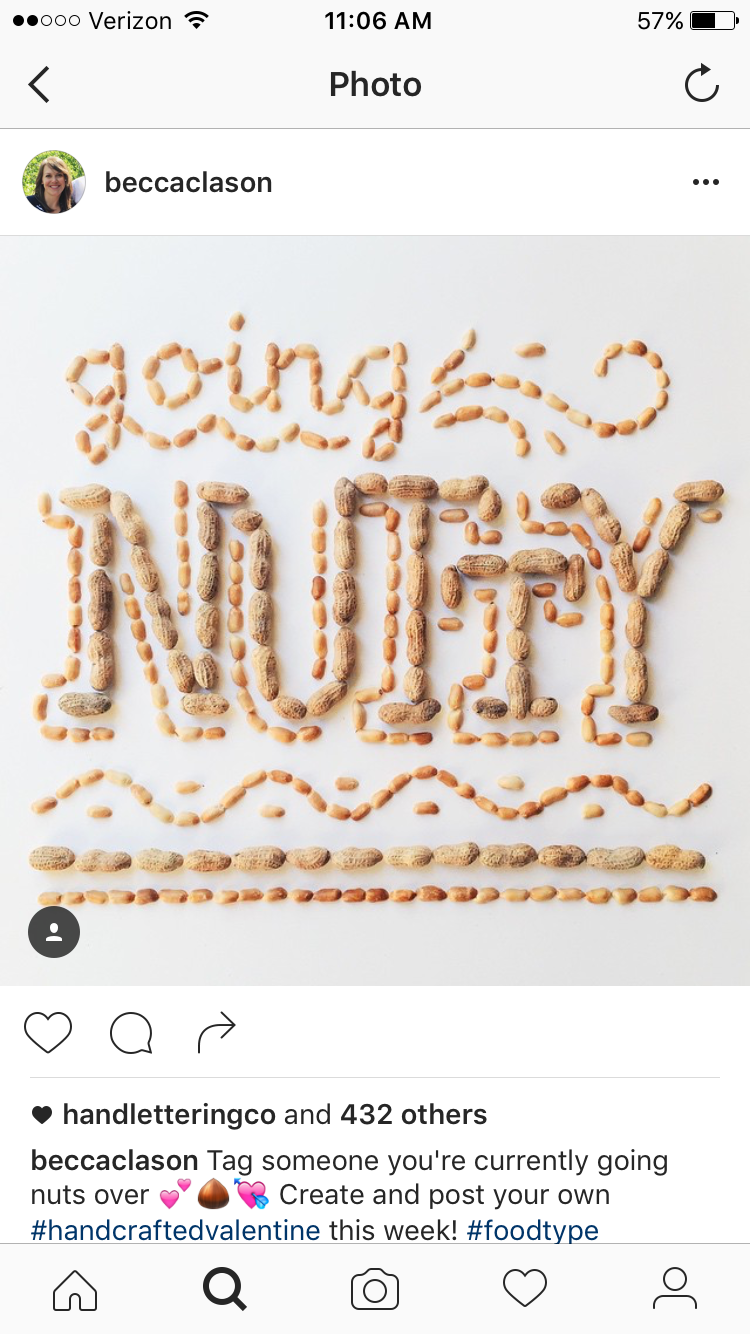 Verizon 11:06 AM 57%
Photo
beccaclason
going
NUTTY
handletteringco and 432 others
beccaclason Tag someone you're currently going
nuts over 💕🌰💘 Create and post your own
#handcraftedvalentine this week! #foodtype